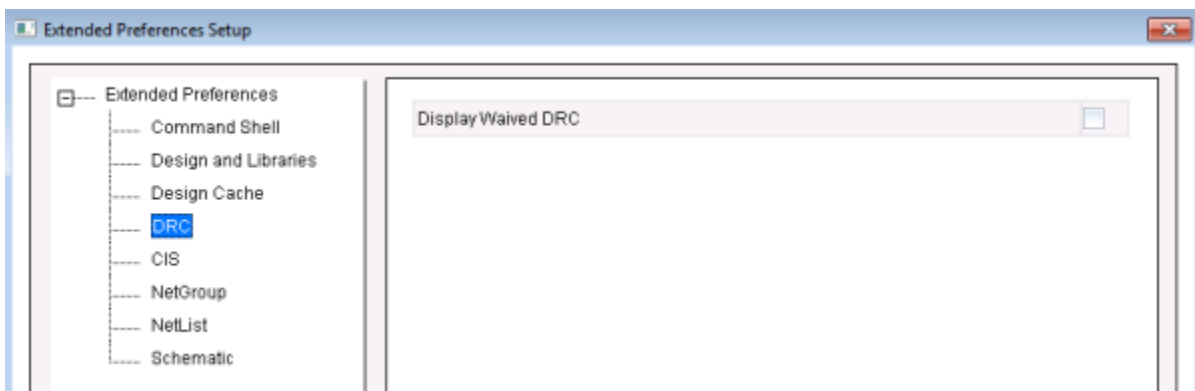 Extended Preferences Setup
Extended Preferences
Command Shell
Design and Libraries
Design Cache
DRC
CIS
NetGroup
NetList
Schematic
Display Waived DRC